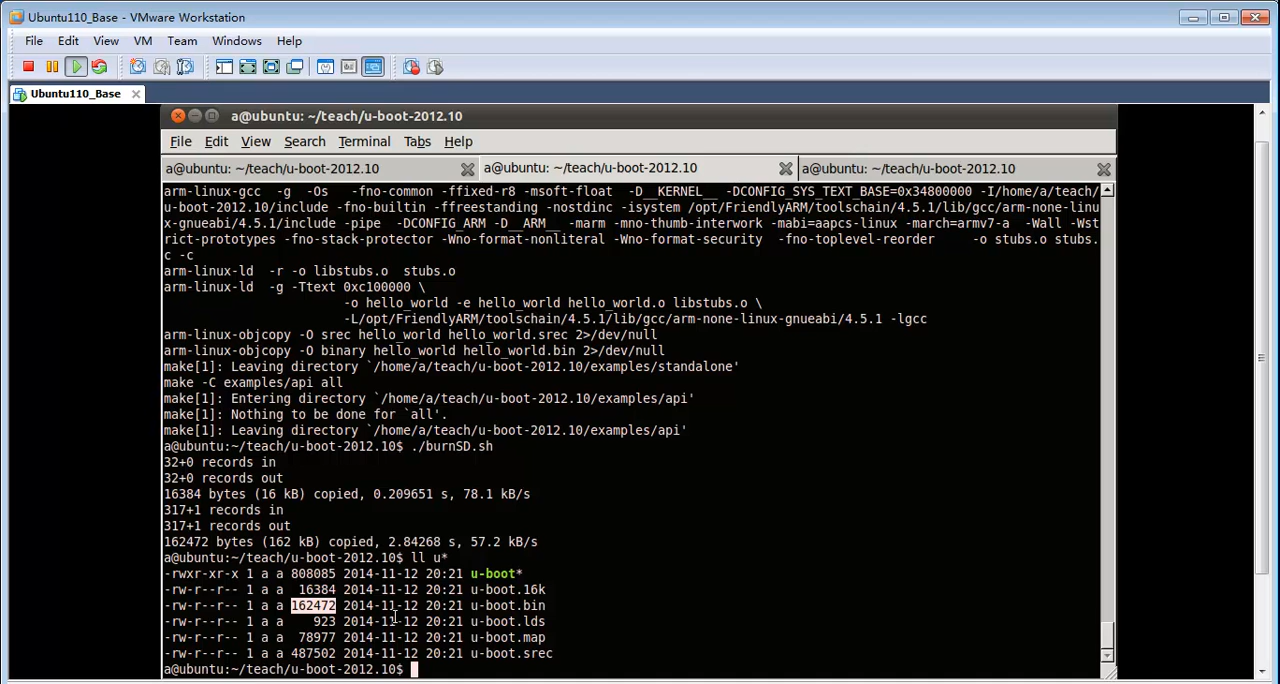 Ubuntu110_Base - VMware Workstation
File Edit View VM Team Windows Help
Ubuntu110_Base
a@ubuntu: ~/teach/u-boot-2012.10
File Edit View Search Terminal Tabs Help
a@ubuntu: ~/teach/u-boot-2012.10 a@ubuntu: ~/teach/u-boot-2012.10 a@ubuntu: ~/teach/u-boot-2012.10
arm-linux-gcc  -g  -Os   -fno-common -ffixed-r8 -msoft-float  -D__KERNEL__ -DCONFIG_SYS_TEXT_BASE=0x34800000 -I/home/a/teach/
u-boot-2012.10/include -fno-builtin -ffreestanding -nostdinc -isystem /opt/FriendlyARM/toolschain/4.5.1/lib/gcc/arm-none-linu
x-gnueabi/4.5.1/include -pipe  -DCONFIG_ARM -D__ARM__ -marm -mno-thumb-interwork -mabi=aapcs-linux -march=armv7-a  -Wall -Wst
rict-prototypes -fno-stack-protector -Wno-format-nonliteral -Wno-format-security  -fno-toplevel-reorder     -o stubs.o stubs.
c -c
arm-linux-ld  -r -o libstubs.o  stubs.o
arm-linux-ld  -g -Ttext 0xc100000 \
-o hello_world -e hello_world hello_world.o libstubs.o \
-L/opt/FriendlyARM/toolschain/4.5.1/lib/gcc/arm-none-linux-gnueabi/4.5.1 -lgcc
arm-linux-objcopy -O srec hello_world hello_world.srec 2>/dev/null
arm-linux-objcopy -O binary hello_world hello_world.bin 2>/dev/null
make[1]: Leaving directory `/home/a/teach/u-boot-2012.10/examples/standalone'
make -C examples/api all
make[1]: Entering directory `/home/a/teach/u-boot-2012.10/examples/api'
make[1]: Nothing to be done for `all'.
make[1]: Leaving directory `/home/a/teach/u-boot-2012.10/examples/api'
a@ubuntu:~/teach/u-boot-2012.10$ ./burnSD.sh
32+0 records in
32+0 records out
16384 bytes (16 kB) copied, 0.209651 s, 78.1 kB/s
317+1 records in
317+1 records out
162472 bytes (162 kB) copied, 2.84268 s, 57.2 kB/s
a@ubuntu:~/teach/u-boot-2012.10$ ll u*
-rwxr-xr-x 1 a a 808085 2014-11-12 20:21 u-boot*
-rw-r--r-- 1 a a  16384 2014-11-12 20:21 u-boot.16k
-rw-r--r-- 1 a a 162472 2014-11-12 20:21 u-boot.bin
-rw-r--r-- 1 a a    923 2014-11-12 20:21 u-boot.lds
-rw-r--r-- 1 a a  78977 2014-11-12 20:21 u-boot.map
-rw-r--r-- 1 a a 487502 2014-11-12 20:21 u-boot.srec
a@ubuntu:~/teach/u-boot-2012.10$